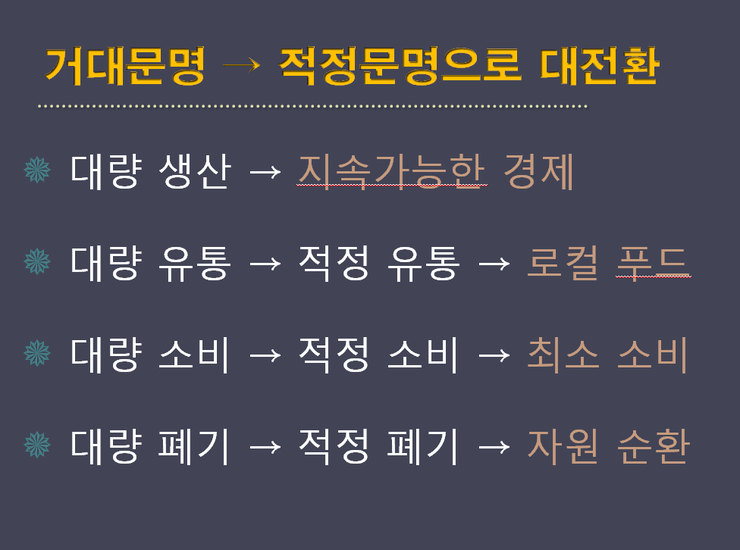 거대문명 → 적정문명으로 대전환
대량 생산 → 지속가능한 경제
대량 유통 → 적정 유통 → 로컬 푸드
대량 소비 → 적정 소비 → 최소 소비
대량 폐기 → 적정 폐기 → 자원 순환